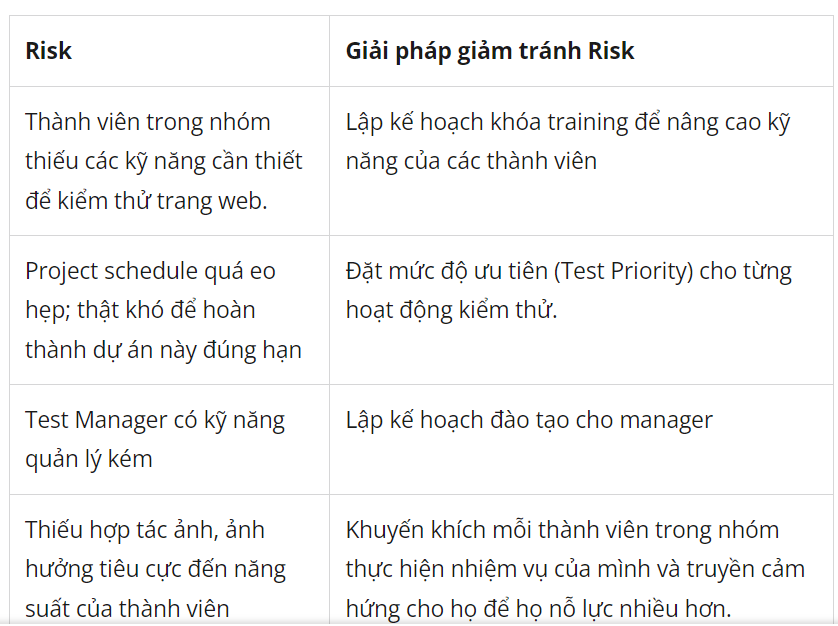 Risk
Giải pháp giảm tránh Risk
Thành viên trong nhóm
thiếu các kỹ năng cần thiết
để kiểm thử trang web.
Lập kế hoạch khóa training để nâng cao kỹ
năng của các thành viên
Project schedule quá eo
hẹp; thật khó để hoàn
thành dự án này đúng hạn
Đặt mức độ ưu tiên (Test Priority) cho từng
hoạt động kiểm thử.
Test Manager có kỹ năng
quản lý kém
Lập kế hoạch đào tạo cho manager
Thiếu hợp tác ảnh, ảnh
hưởng tiêu cực đến năng
suất của thành viên
Khuyến khích mỗi thành viên trong nhóm
thực hiện nhiệm vụ của mình và truyền cảm
hứng cho họ để họ nỗ lực nhiều hơn.